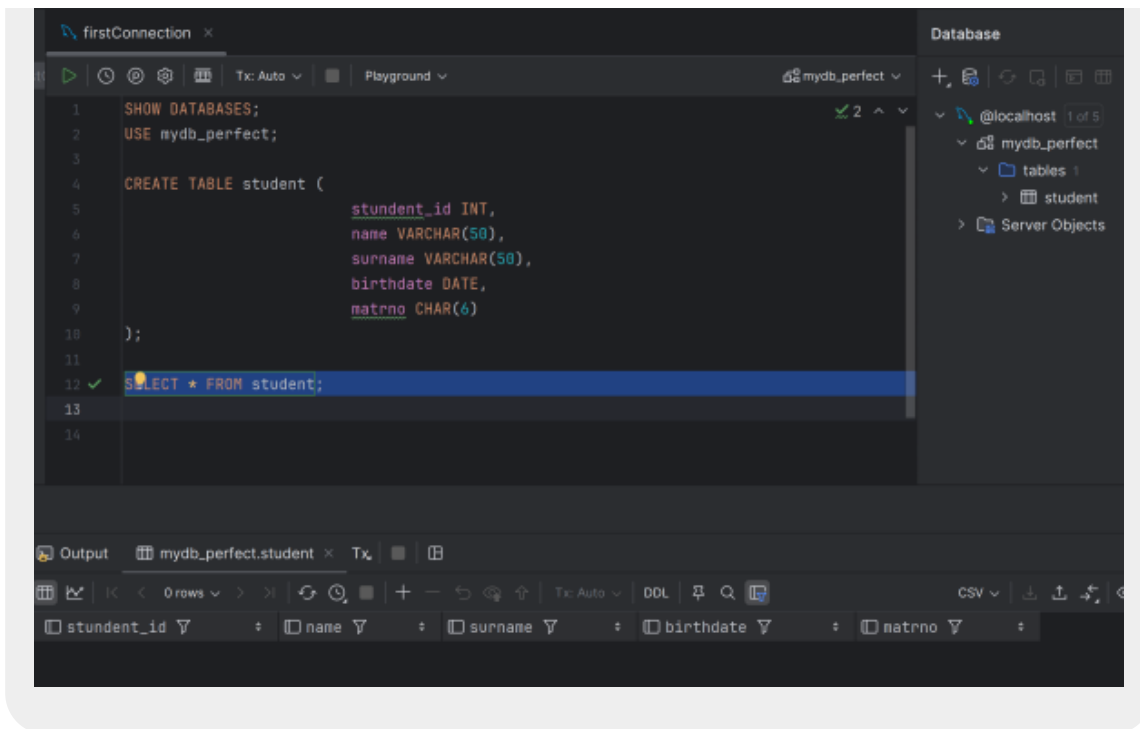 firstConnection
Database
Tx: Auto
Playground
mydb_perfect
1 SHOW DATABASES;
2 USE mydb_perfect;
3
4 CREATE TABLE student (
5 stundent_id INT,
6 name VARCHAR(50),
7 surname VARCHAR(50),
8 birthdate DATE,
9 matrno CHAR(6)
10 );
11
12 SELECT * FROM student;
13
14
2
@localhost 1 of 5
mydb_perfect
tables 1
student
Server Objects
Output mydb_perfect.student Tx
0 rows Tx: Auto DDL CSV
stundent_id name surname birthdate matrno